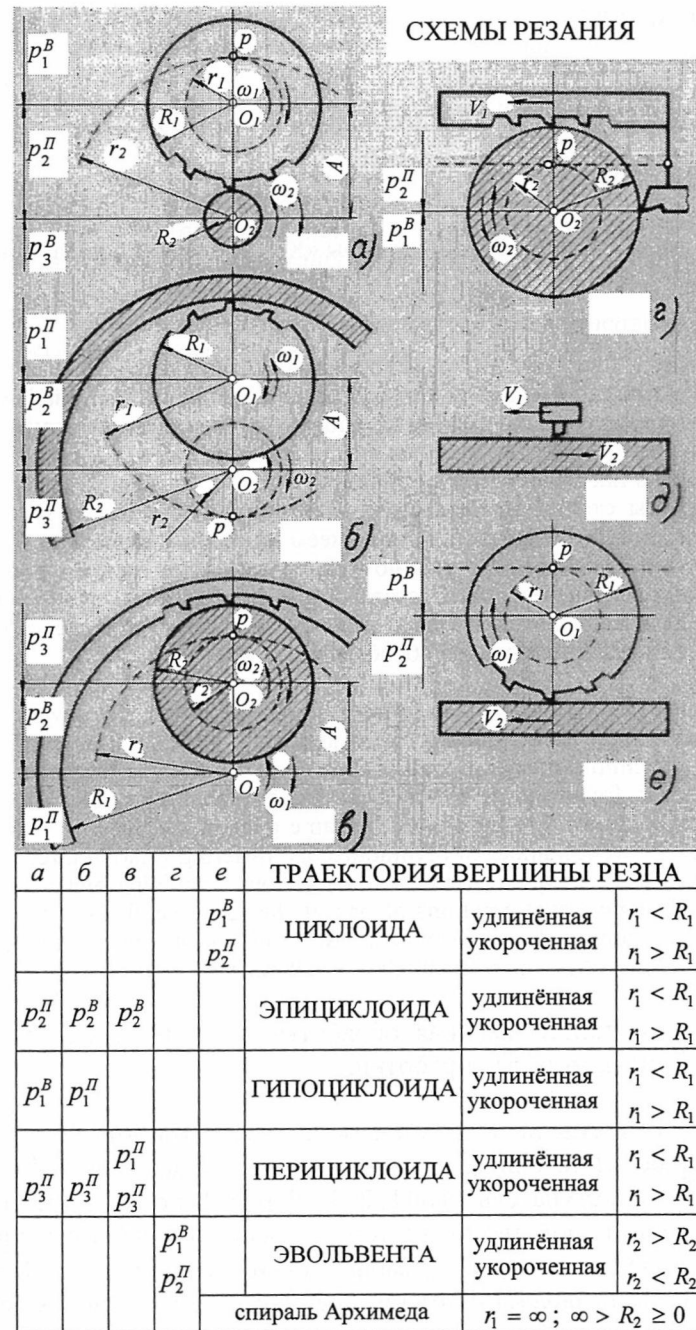 СХЕМЫ РЕЗАНИЯ
p₁ᴮ
p₂ᴾ
p₃ᴮ
p
r₁
ω₁
R₁
O₁
r₂
A
ω₂
R₂
O₂
а)
p₁ᴾ
p₂ᴮ
p₃ᴾ
R₁
ω₁
O₁
r₁
A
O₂
ω₂
R₂
r₂
p
б)
p₃ᴾ
p₂ᴮ
p₁ᴾ
p
R₂
ω₂
r₂
O₂
A
r₁
R₁
O₁
ω₁
в)
V₁
p₂ᴾ
p₁ᴮ
p
r₂
R₂
O₂
ω₂
г)
V₁
V₂
д)
p₁ᴮ
p₂ᴾ
p
r₁
R₁
O₁
ω₁
V₂
е)
а б в г е ТРАЕКТОРИЯ ВЕРШИНЫ РЕЗЦА
p₁ᴮ ЦИКЛОИДА удлинённая r₁ < R₁
p₂ᴾ укороченная r₁ > R₁
p₂ᴾ p₂ᴮ p₂ᴮ ЭПИЦИКЛОИДА удлинённая r₁ < R₁
укороченная r₁ > R₁
p₁ᴮ p₁ᴾ ГИПОЦИКЛОИДА удлинённая r₁ < R₁
укороченная r₁ > R₁
p₁ᴾ ПЕРИЦИКЛОИДА удлинённая r₁ < R₁
p₃ᴾ p₃ᴾ p₃ᴾ укороченная r₁ > R₁
p₁ᴮ ЭВОЛЬВЕНТА удлинённая r₂ > R₂
p₂ᴾ укороченная r₂ < R₂
спираль Архимеда r₁ = ∞ ; ∞ > R₂ ≥ 0